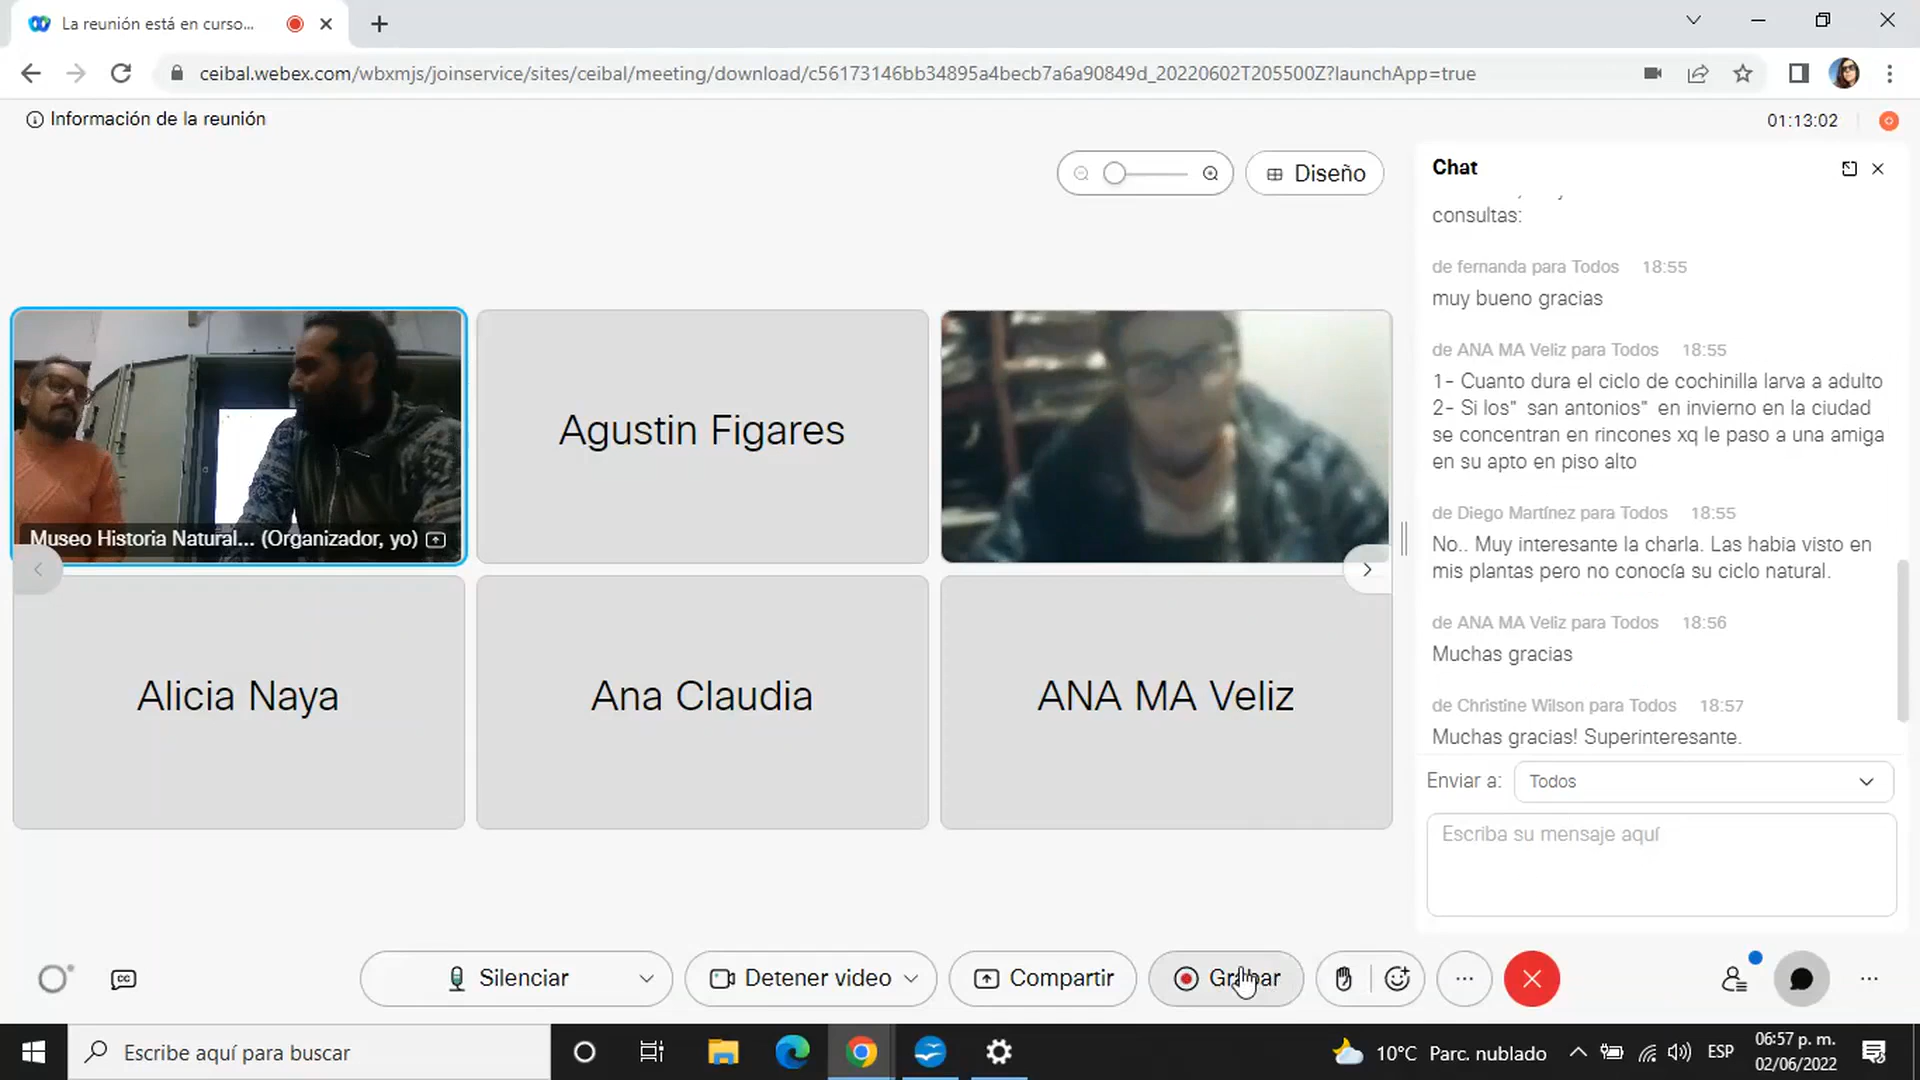 La reunión está en curso...
ceibal.webex.com/wbxmjs/joinservice/sites/ceibal/meeting/download/c56173146bb34895a4becb7a6a90849d_20220602T205500Z?launchApp=true
Información de la reunión
01:13:02
Diseño
Chat
consultas:
de fernanda para Todos 18:55
muy bueno gracias
de ANA MA Veliz para Todos 18:55
1- Cuanto dura el ciclo de cochinilla larva a adulto
2- Si los" san antonios" en invierno en la ciudad
se concentran en rincones xq le paso a una amiga
en su apto en piso alto
de Diego Martínez para Todos 18:55
No.. Muy interesante la charla. Las habia visto en
mis plantas pero no conocía su ciclo natural.
de ANA MA Veliz para Todos 18:56
Muchas gracias
de Christine Wilson para Todos 18:57
Muchas gracias! Superinteresante.
Enviar a: Todos
Escriba su mensaje aquí
Museo Historia Natural... (Organizador, yo)
Agustin Figares
Alicia Naya
Ana Claudia
ANA MA Veliz
CC
Silenciar
Detener video
Compartir
Grabar
Escribe aquí para buscar
10°C Parc. nublado
ESP
06:57 p. m.
02/06/2022